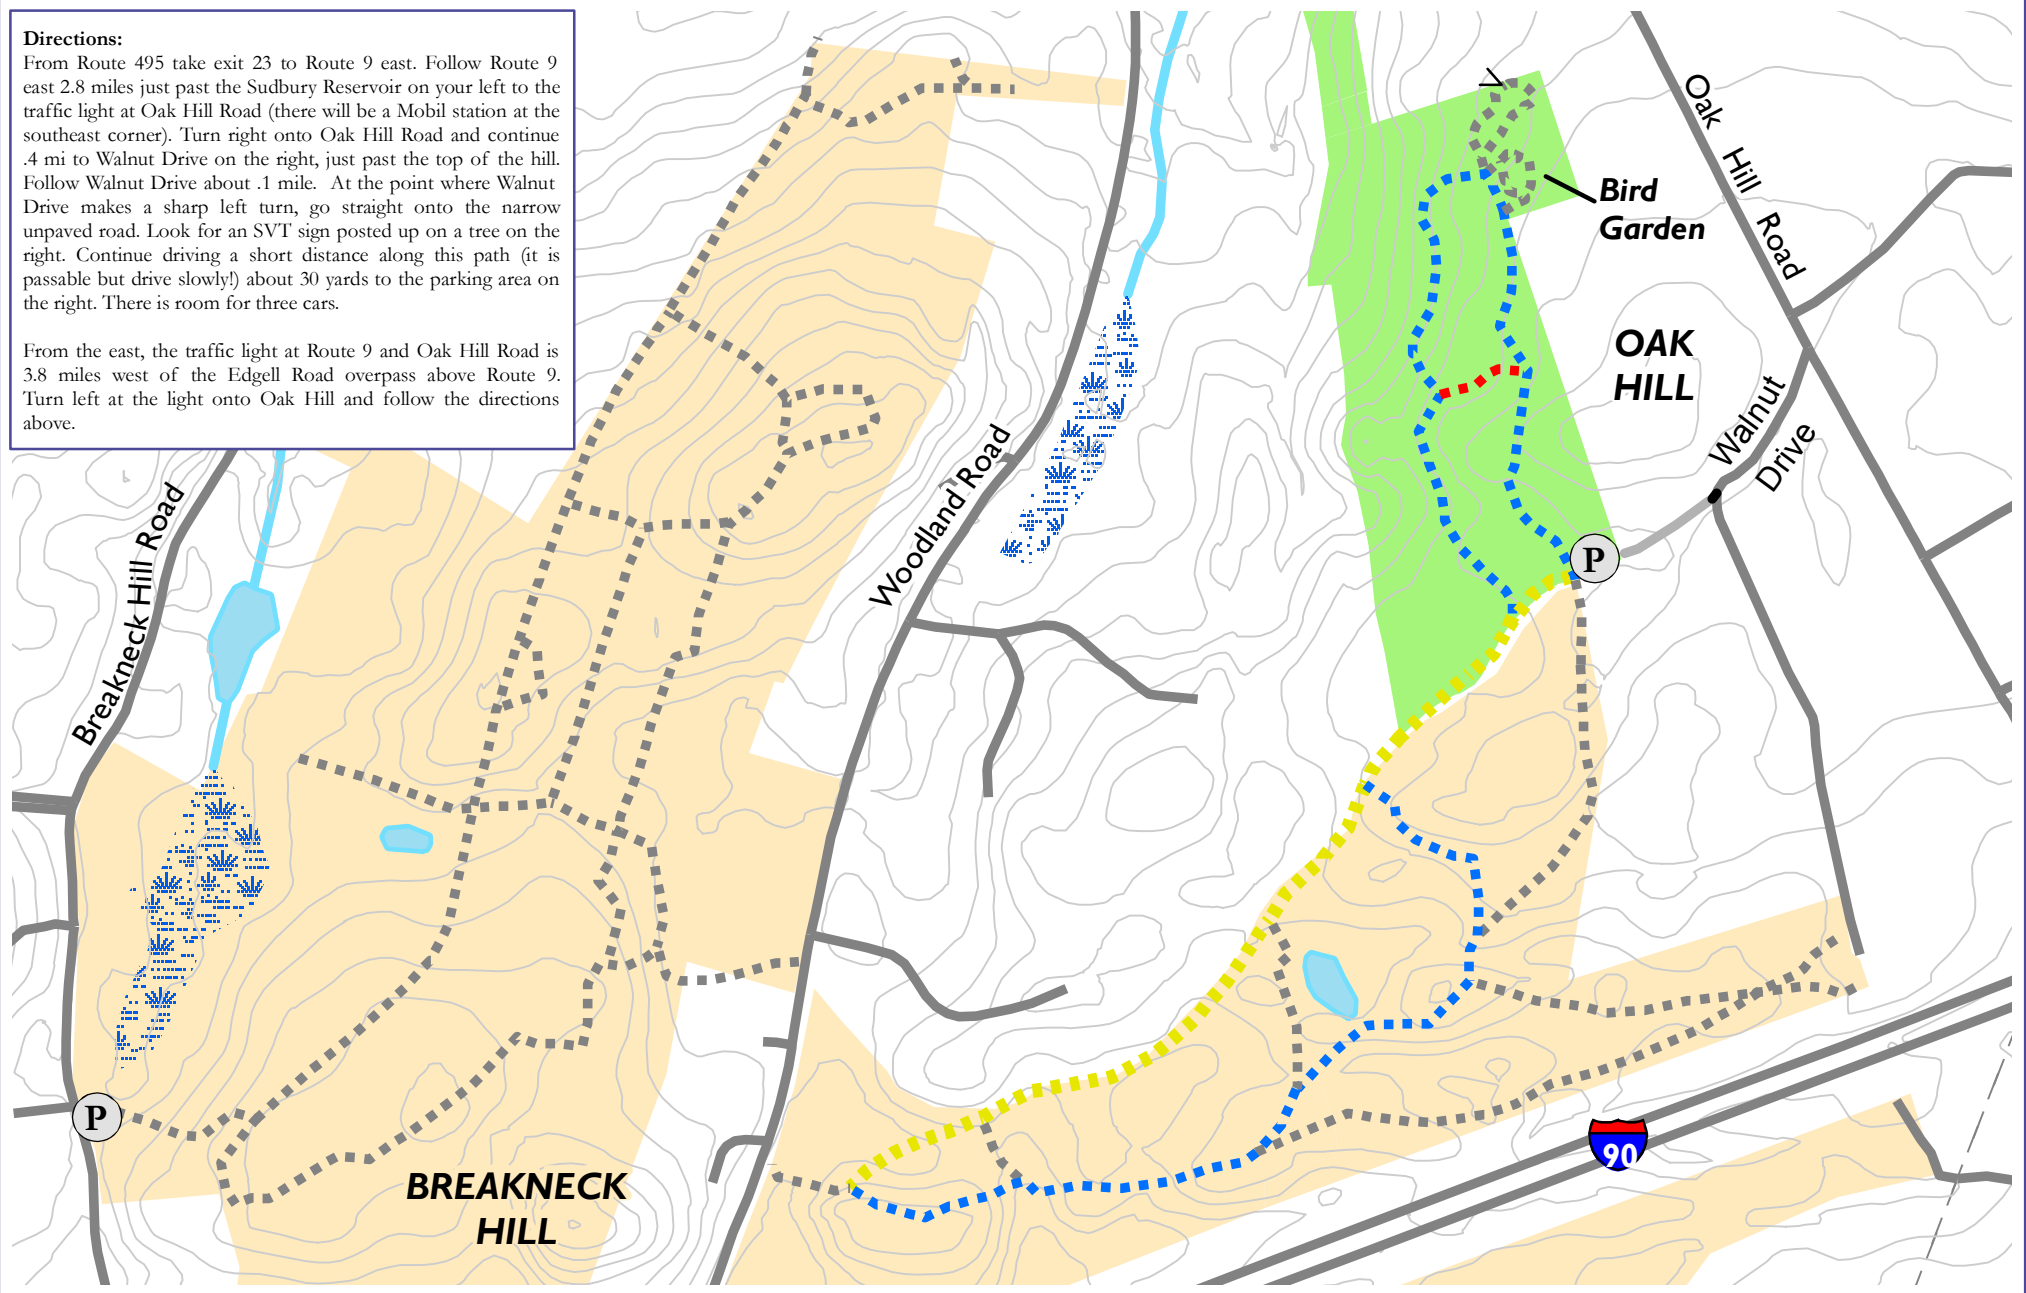 Directions:
From Route 495 take exit 23 to Route 9 east. Follow Route 9
east 2.8 miles just past the Sudbury Reservoir on your left to the
traffic light at Oak Hill Road (there will be a Mobil station at the
southeast corner). Turn right onto Oak Hill Road and continue
.4 mi to Walnut Drive on the right, just past the top of the hill.
Follow Walnut Drive about .1 mile. At the point where Walnut
Drive makes a sharp left turn, go straight onto the narrow
unpaved road. Look for an SVT sign posted up on a tree on the
right. Continue driving a short distance along this path (it is
passable but drive slowly!) about 30 yards to the parking area on
the right. There is room for three cars.
From the east, the traffic light at Route 9 and Oak Hill Road is
3.8 miles west of the Edgell Road overpass above Route 9.
Turn left at the light onto Oak Hill and follow the directions
above.
Oak Hill Road
Bird
Garden
OAK
HILL
Walnut
Drive
Woodland Road
Breakneck Hill Road
P
P
BREAKNECK
HILL
90